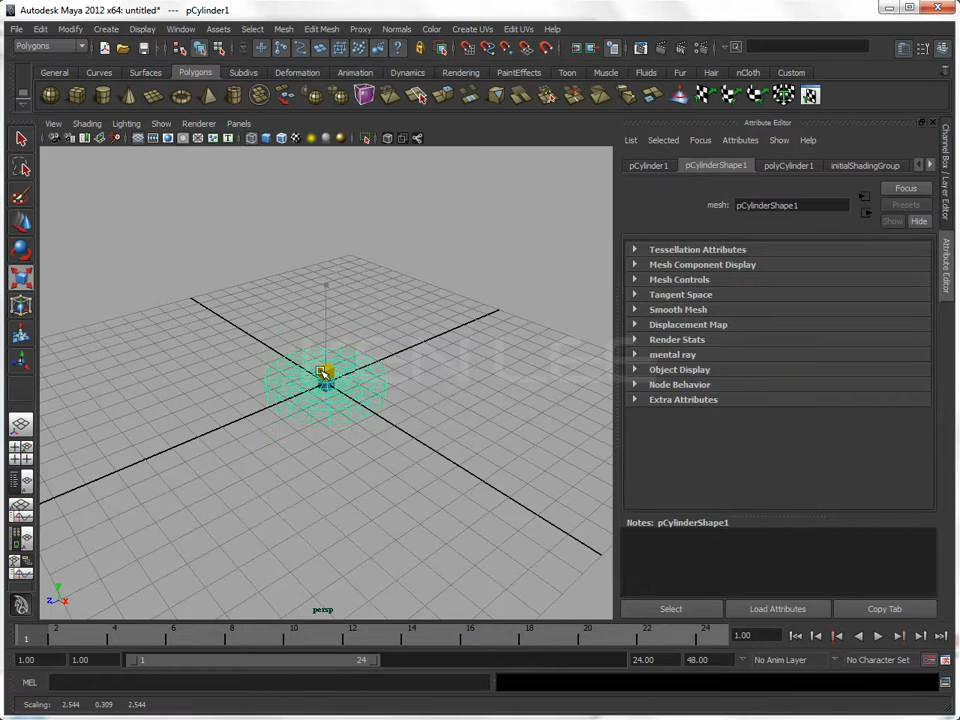 Autodesk Maya 2012 x64: untitled* --- pCylinder1
File Edit Modify Create Display Window Assets Select Mesh Edit Mesh Proxy Normals Color Create UVs Edit UVs Help
Polygons
General Curves Surfaces Polygons Subdivs Deformation Animation Dynamics Rendering PaintEffects Toon Muscle Fluids Fur Hair nCloth Custom
View Shading Lighting Show Renderer Panels
Attribute Editor
List Selected Focus Attributes Show Help
pCylinder1 pCylinderShape1 polyCylinder1 initialShadingGroup
Focus
mesh: pCylinderShape1
Presets
Show Hide
Tessellation Attributes
Mesh Component Display
Mesh Controls
Tangent Space
Smooth Mesh
Displacement Map
Render Stats
mental ray
Object Display
Node Behavior
Extra Attributes
Notes: pCylinderShape1
Select Load Attributes Copy Tab
Channel Box / Layer Editor
Attribute Editor
y
z x
persp
2 4 6 8 10 12 14 16 18 20 22 24
1
1.00
1.00 1.00 1 24 24.00 48.00 No Anim Layer No Character Set
MEL
Scaling: 2.544 0.309 2.544